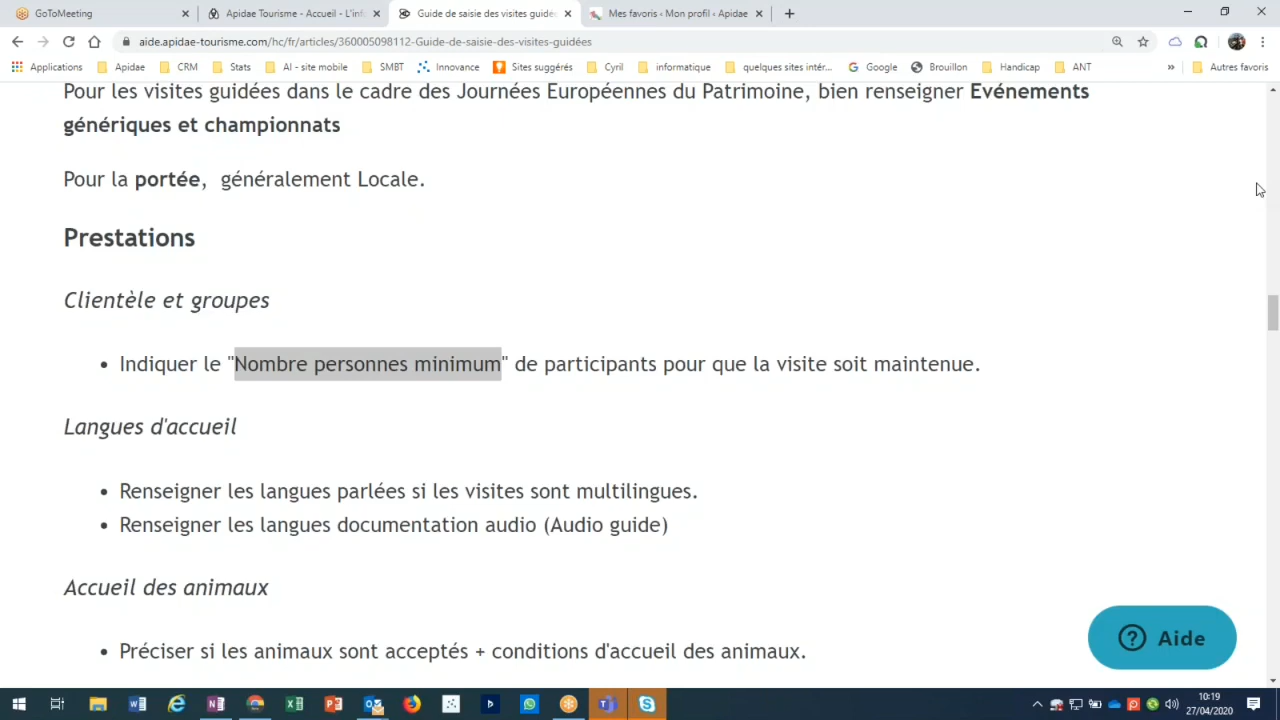 GoToMeeting
Apidae Tourisme - Accueil - L'inf
Guide de saisie des visites guidé
Mes favoris ‹ Mon profil ‹ Apidae
aide.apidae-tourisme.com/hc/fr/articles/360005098112-Guide-de-saisie-des-visites-guidées
Applications
Apidae
CRM
Stats
AI - site mobile
SMBT
Innovance
Sites suggérés
Cyril
informatique
quelques sites intér...
Google
Brouillon
Handicap
ANT
»
Autres favoris
Pour les visites guidées dans le cadre des Journées Européennes du Patrimoine, bien renseigner Evénements
génériques et championnats
Pour la portée, généralement Locale.
Prestations
Clientèle et groupes
• Indiquer le "Nombre personnes minimum" de participants pour que la visite soit maintenue.
Langues d'accueil
• Renseigner les langues parlées si les visites sont multilingues.
• Renseigner les langues documentation audio (Audio guide)
Accueil des animaux
• Préciser si les animaux sont acceptés + conditions d'accueil des animaux.
Aide
10:19
27/04/2020